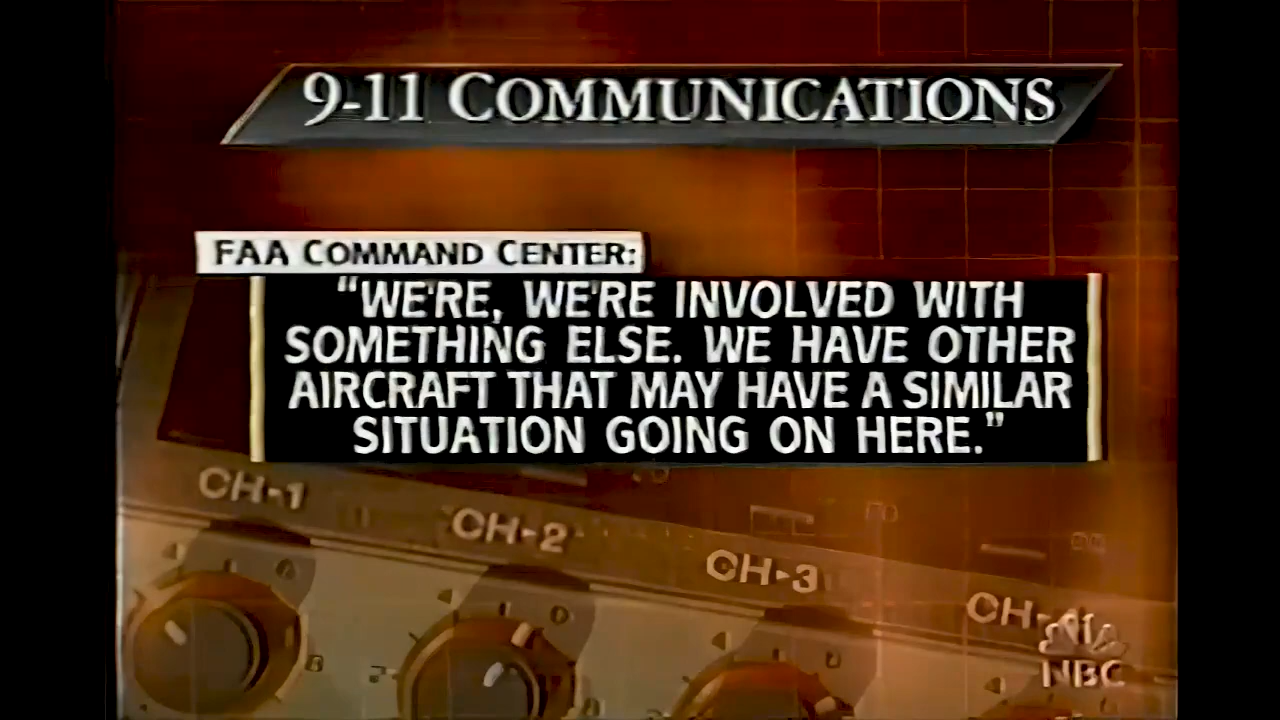 9-11 COMMUNICATIONS
FAA COMMAND CENTER:
"WE'RE, WE'RE INVOLVED WITH
SOMETHING ELSE. WE HAVE OTHER
AIRCRAFT THAT MAY HAVE A SIMILAR
SITUATION GOING ON HERE."
CH-1
CH-2
CH-3
CH-
NBC